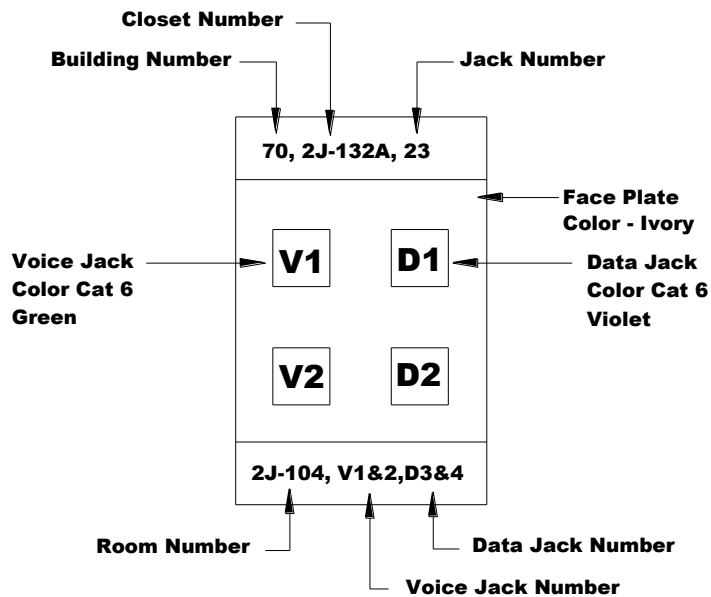 Closet Number
Building Number
Jack Number
70, 2J-132A, 23
Face Plate
Color - Ivory
Voice Jack
Color Cat 6
Green
V1
D1
Data Jack
Color Cat 6
Violet
V2
D2
2J-104, V1&2,D3&4
Room Number
Data Jack Number
Voice Jack Number